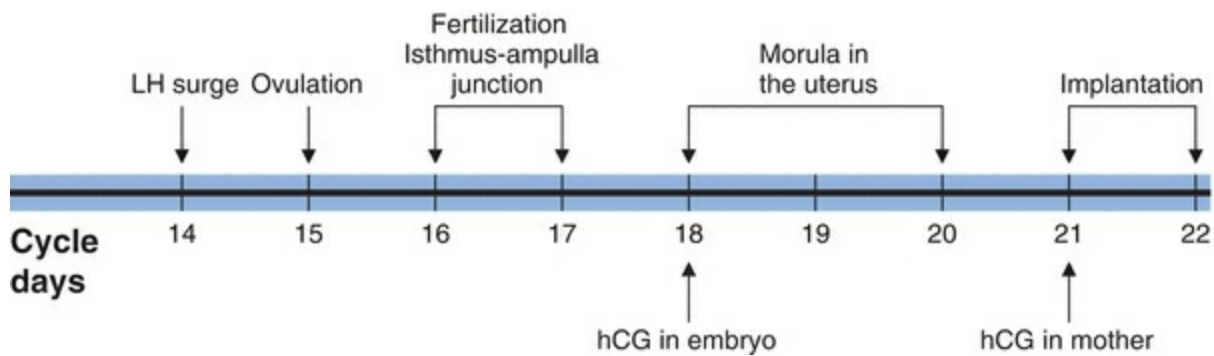 Fertilization
Isthmus-ampulla
junction
LH surge
Ovulation
Morula in
the uterus
Implantation
Cycle
days
14
15
16
17
18
19
20
21
22
hCG in embryo
hCG in mother